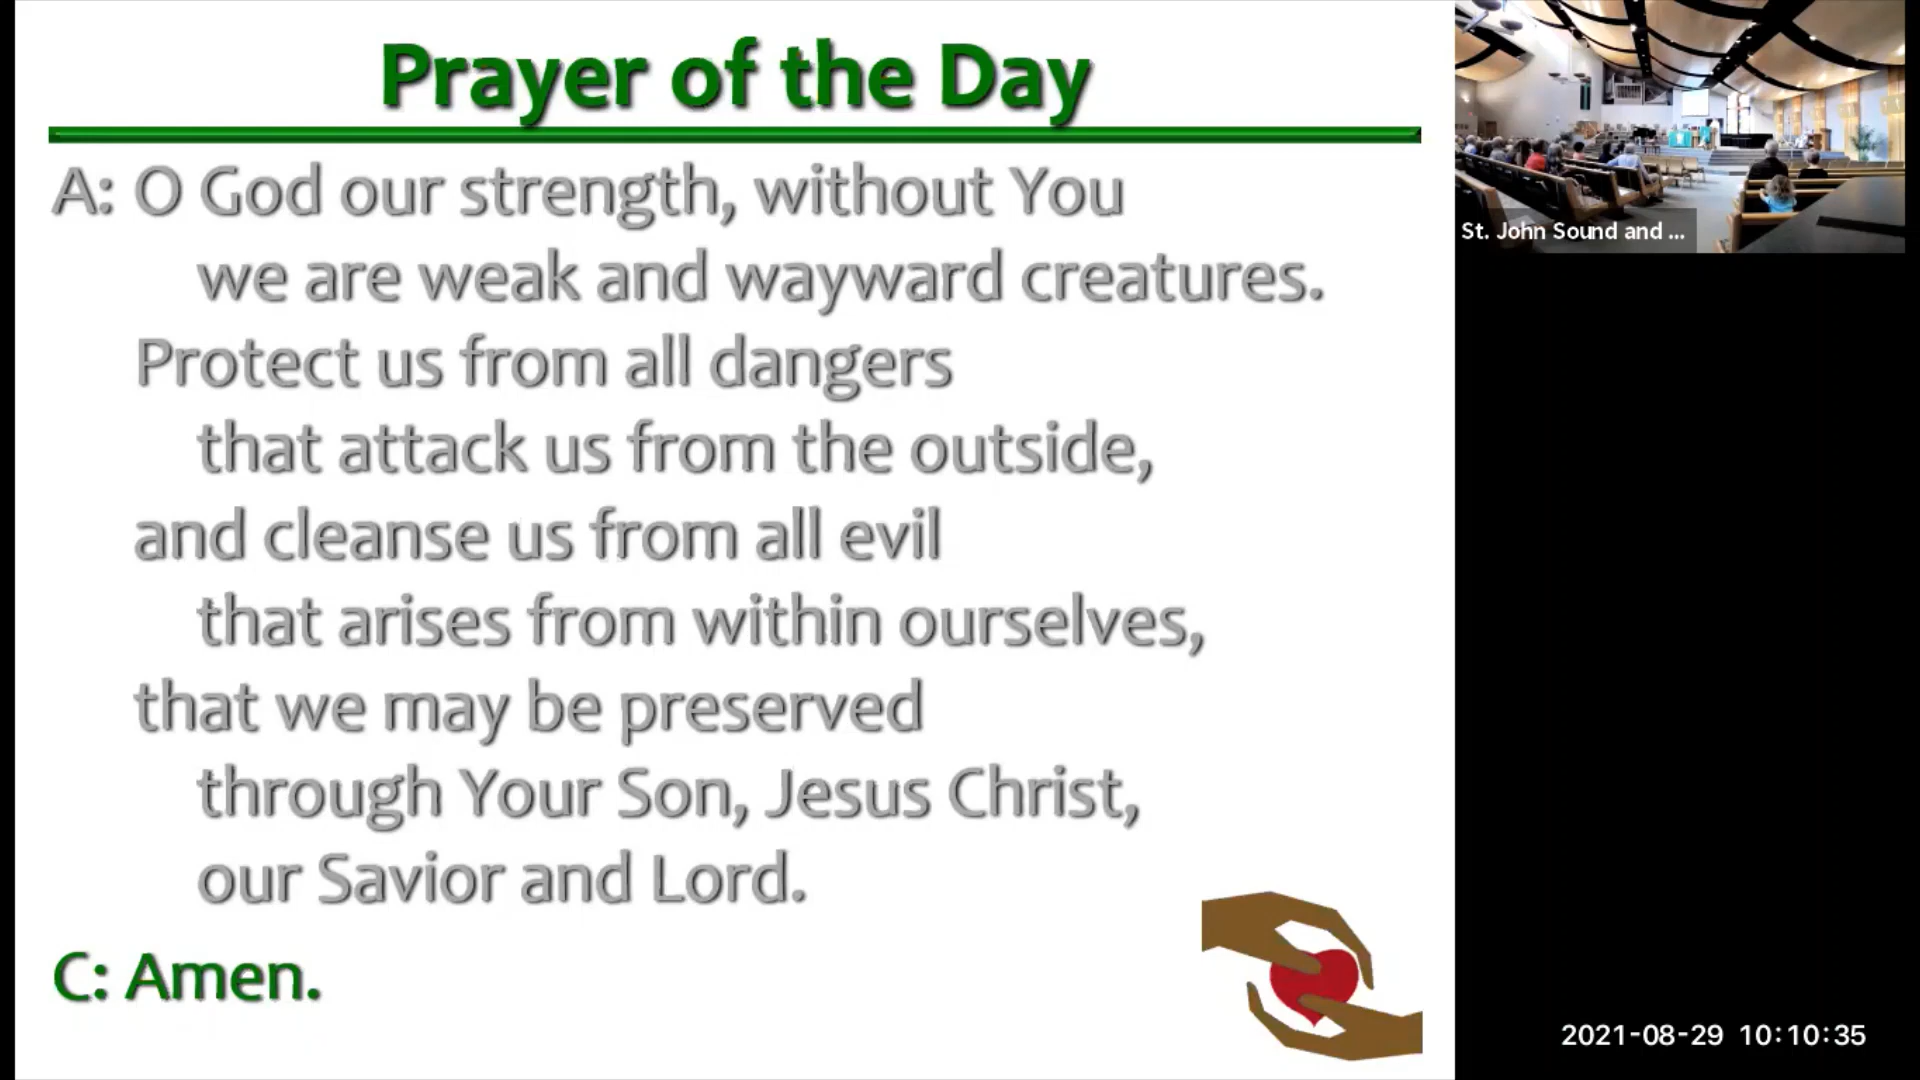 Prayer of the Day
A: O God our strength, without You
we are weak and wayward creatures.
Protect us from all dangers
that attack us from the outside,
and cleanse us from all evil
that arises from within ourselves,
that we may be preserved
through Your Son, Jesus Christ,
our Savior and Lord.
C: Amen.
St. John Sound and ...
2021-08-29 10:10:35